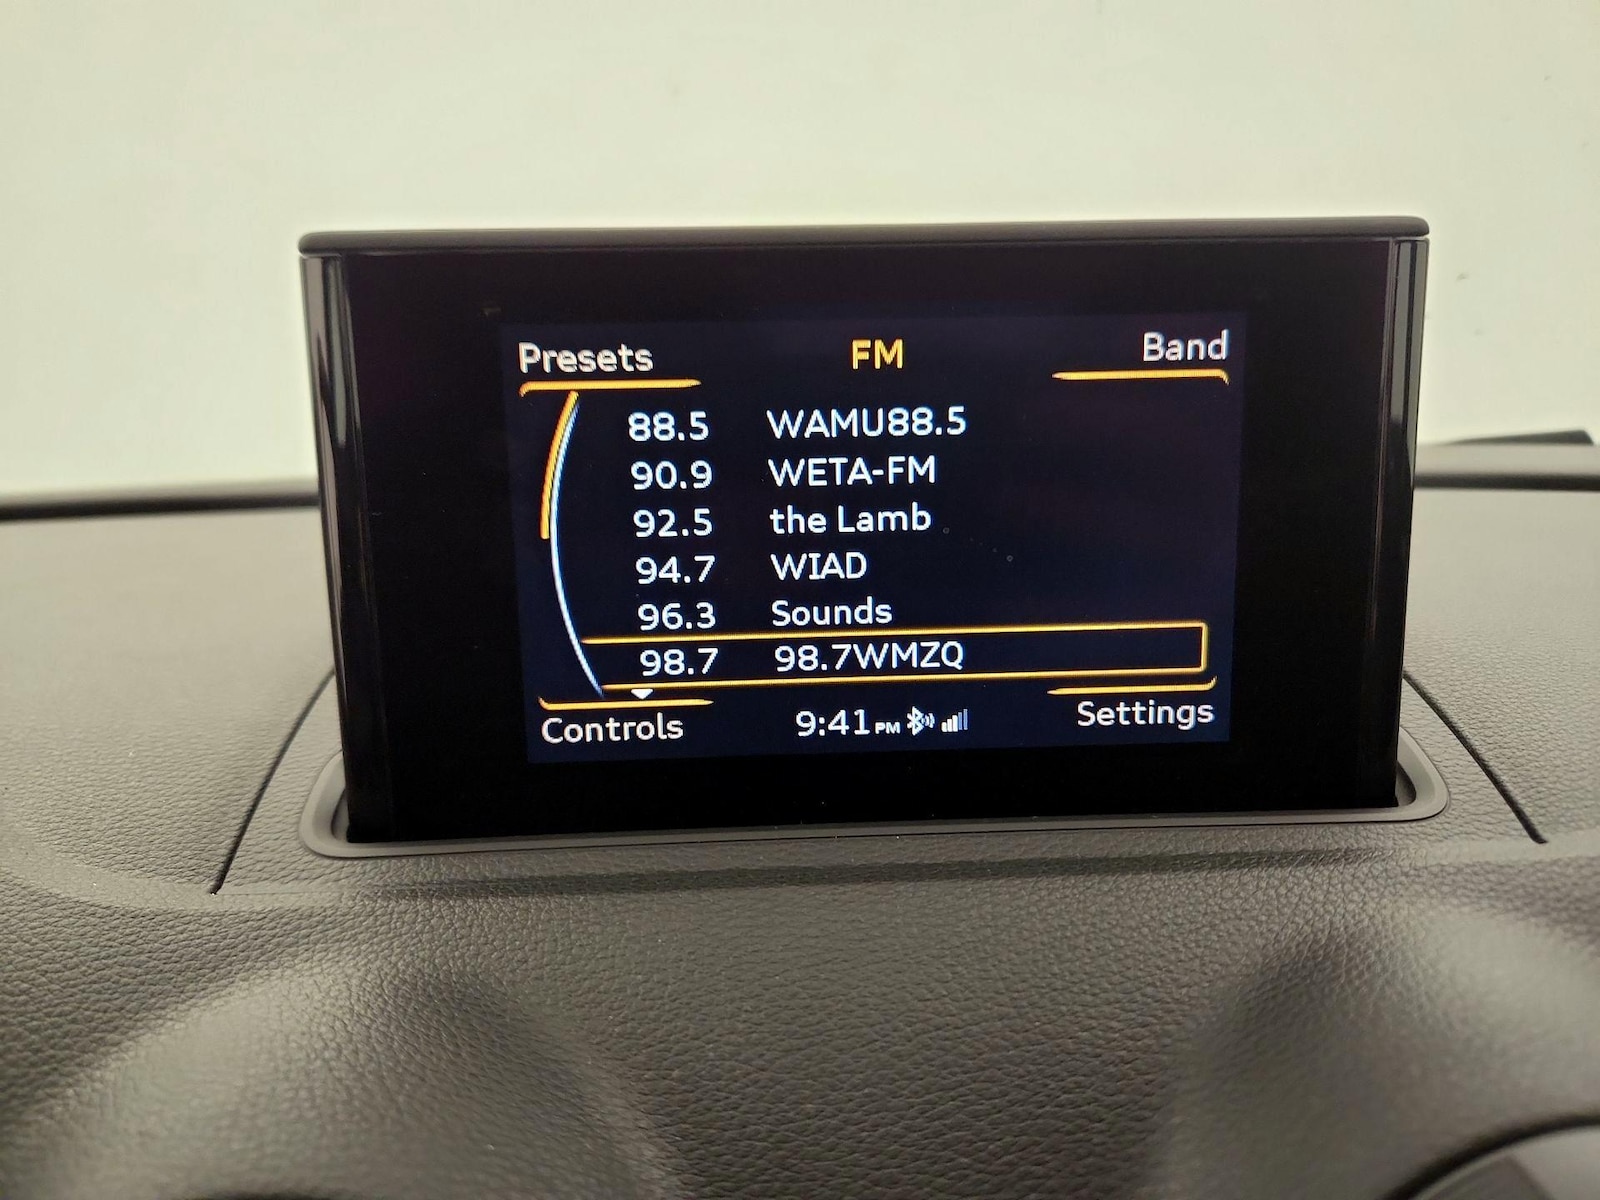 Presets FM Band
88.5 WAMU88.5
90.9 WETA-FM
92.5 the Lamb
94.7 WIAD
96.3 Sounds
98.7 98.7WMZQ
Controls 9:41 PM Settings